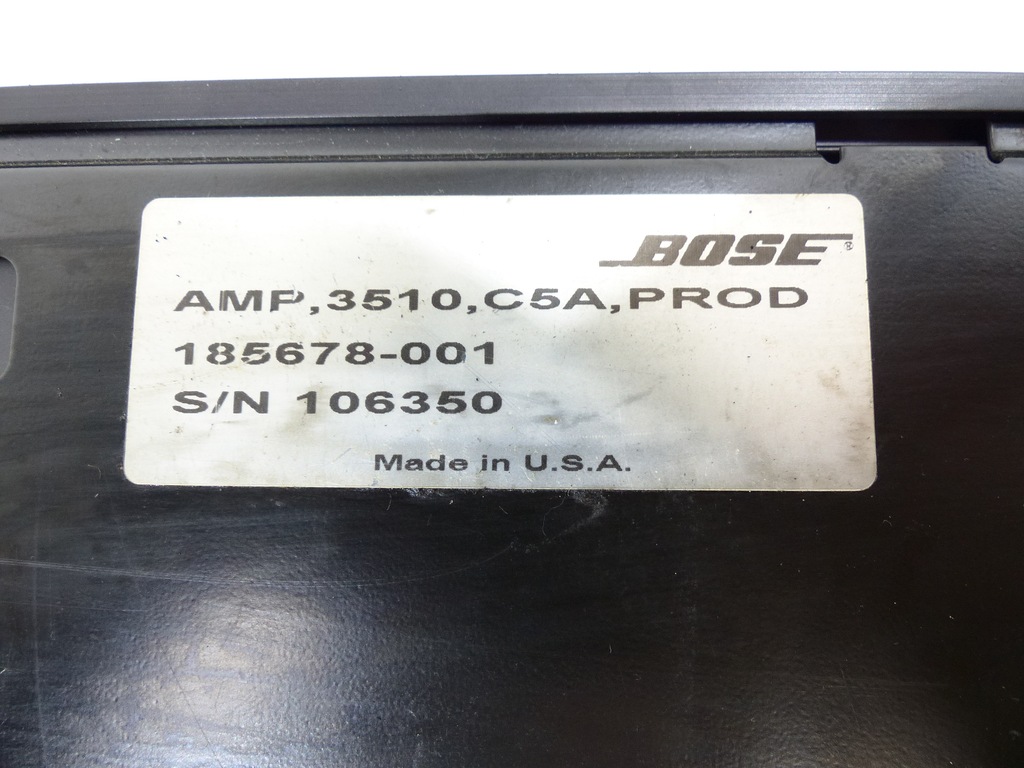 BOSE®
AMP,3510,C5A,PROD
185678-001
S/N 106350
Made in U.S.A.